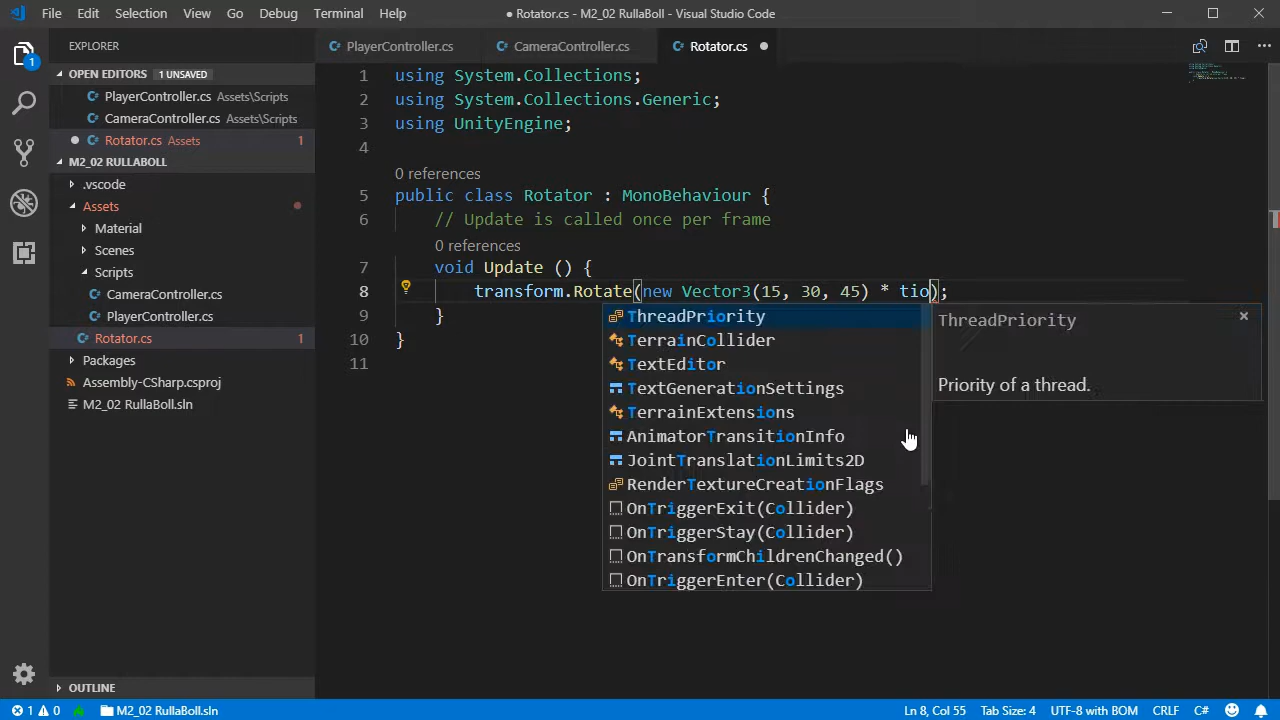 File Edit Selection View Go Debug Terminal Help
● Rotator.cs - M2_02 RullaBoll - Visual Studio Code
EXPLORER
PlayerController.cs
CameraController.cs
Rotator.cs
OPEN EDITORS 1 UNSAVED
PlayerController.cs Assets\Scripts
CameraController.cs Assets\Scripts
Rotator.cs Assets 1
M2_02 RULLABOLL
.vscode
Assets
Material
Scenes
Scripts
CameraController.cs
PlayerController.cs
Rotator.cs 1
Packages
Assembly-CSharp.csproj
M2_02 RullaBoll.sln
OUTLINE
1
1 using System.Collections;
2 using System.Collections.Generic;
3 using UnityEngine;
4
0 references
5 public class Rotator : MonoBehaviour {
6 // Update is called once per frame
0 references
7 void Update () {
8 transform.Rotate(new Vector3(15, 30, 45) * tio);
9 }
10 }
11
ThreadPriority
TerrainCollider
TextEditor
TextGenerationSettings
TerrainExtensions
AnimatorTransitionInfo
JointTranslationLimits2D
RenderTextureCreationFlags
OnTriggerExit(Collider)
OnTriggerStay(Collider)
OnTransformChildrenChanged()
OnTriggerEnter(Collider)
ThreadPriority
Priority of a thread.
1 0 M2_02 RullaBoll.sln
Ln 8, Col 55 Tab Size: 4 UTF-8 with BOM CRLF C#